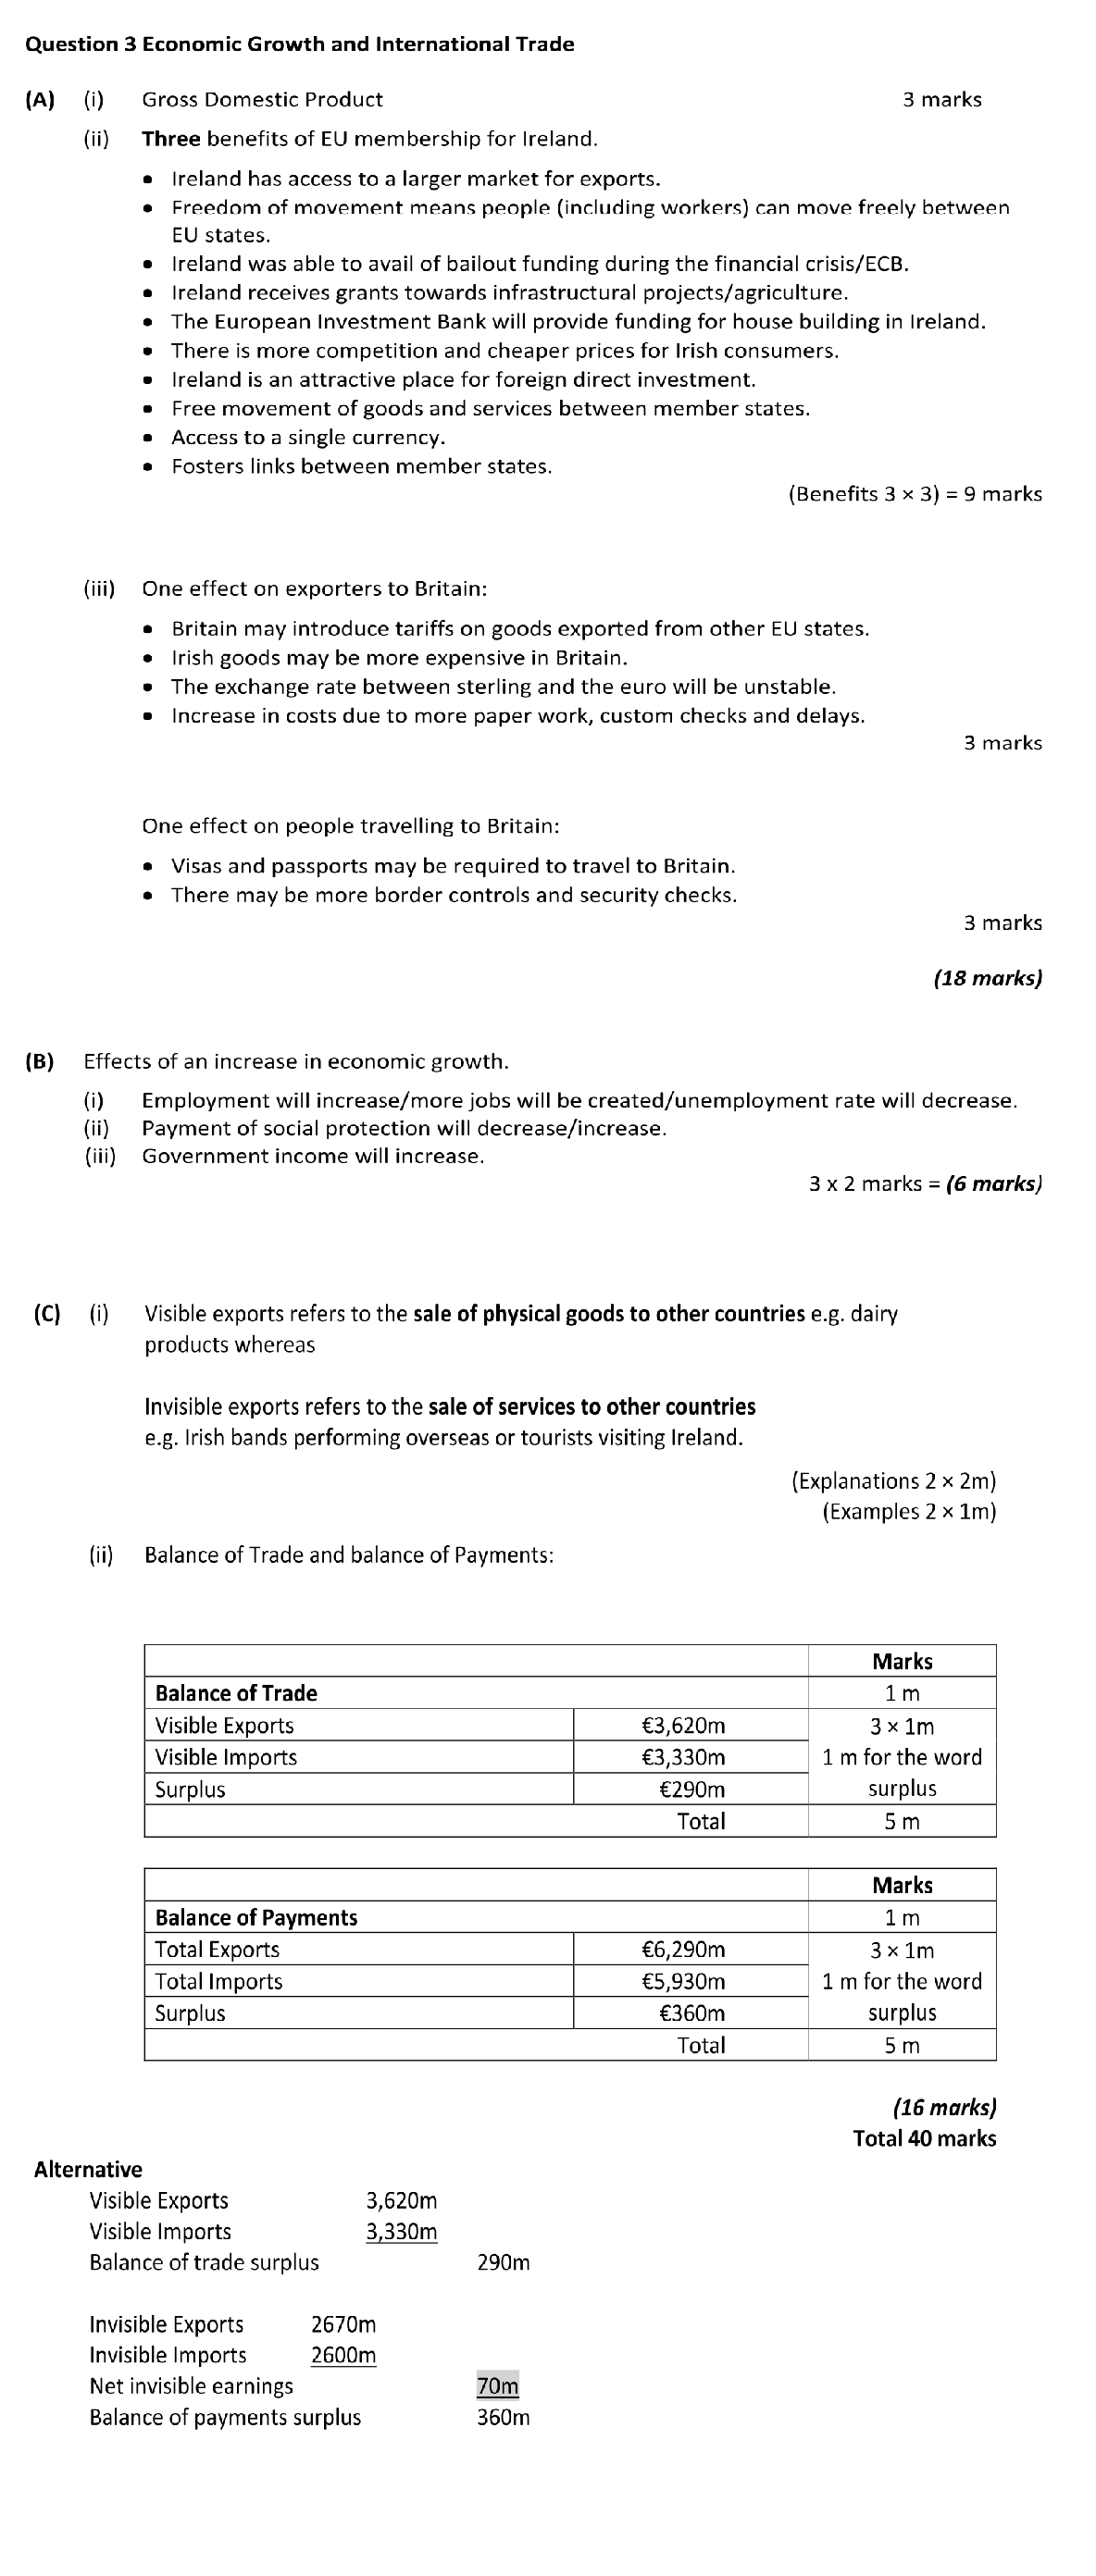 Question 3 Economic Growth and International Trade
(A) (i) Gross Domestic Product 3 marks
(ii) Three benefits of EU membership for Ireland.
• Ireland has access to a larger market for exports.
• Freedom of movement means people (including workers) can move freely between
EU states.
• Ireland was able to avail of bailout funding during the financial crisis/ECB.
• Ireland receives grants towards infrastructural projects/agriculture.
• The European Investment Bank will provide funding for house building in Ireland.
• There is more competition and cheaper prices for Irish consumers.
• Ireland is an attractive place for foreign direct investment.
• Free movement of goods and services between member states.
• Access to a single currency.
• Fosters links between member states.
(Benefits 3 × 3) = 9 marks
(iii) One effect on exporters to Britain:
• Britain may introduce tariffs on goods exported from other EU states.
• Irish goods may be more expensive in Britain.
• The exchange rate between sterling and the euro will be unstable.
• Increase in costs due to more paper work, custom checks and delays.
3 marks
One effect on people travelling to Britain:
• Visas and passports may be required to travel to Britain.
• There may be more border controls and security checks.
3 marks
(18 marks)
(B) Effects of an increase in economic growth.
(i) Employment will increase/more jobs will be created/unemployment rate will decrease.
(ii) Payment of social protection will decrease/increase.
(iii) Government income will increase.
3 x 2 marks = (6 marks)
(C) (i) Visible exports refers to the sale of physical goods to other countries e.g. dairy
products whereas
Invisible exports refers to the sale of services to other countries
e.g. Irish bands performing overseas or tourists visiting Ireland.
(Explanations 2 × 2m)
(Examples 2 × 1m)
(ii) Balance of Trade and balance of Payments:
Marks
Balance of Trade 1 m
Visible Exports €3,620m 3 × 1m
Visible Imports €3,330m 1 m for the word
Surplus €290m surplus
Total 5 m
Marks
Balance of Payments 1 m
Total Exports €6,290m 3 × 1m
Total Imports €5,930m 1 m for the word
Surplus €360m surplus
Total 5 m
(16 marks)
Total 40 marks
Alternative
Visible Exports 3,620m
Visible Imports 3,330m
Balance of trade surplus 290m
Invisible Exports 2670m
Invisible Imports 2600m
Net invisible earnings 70m
Balance of payments surplus 360m